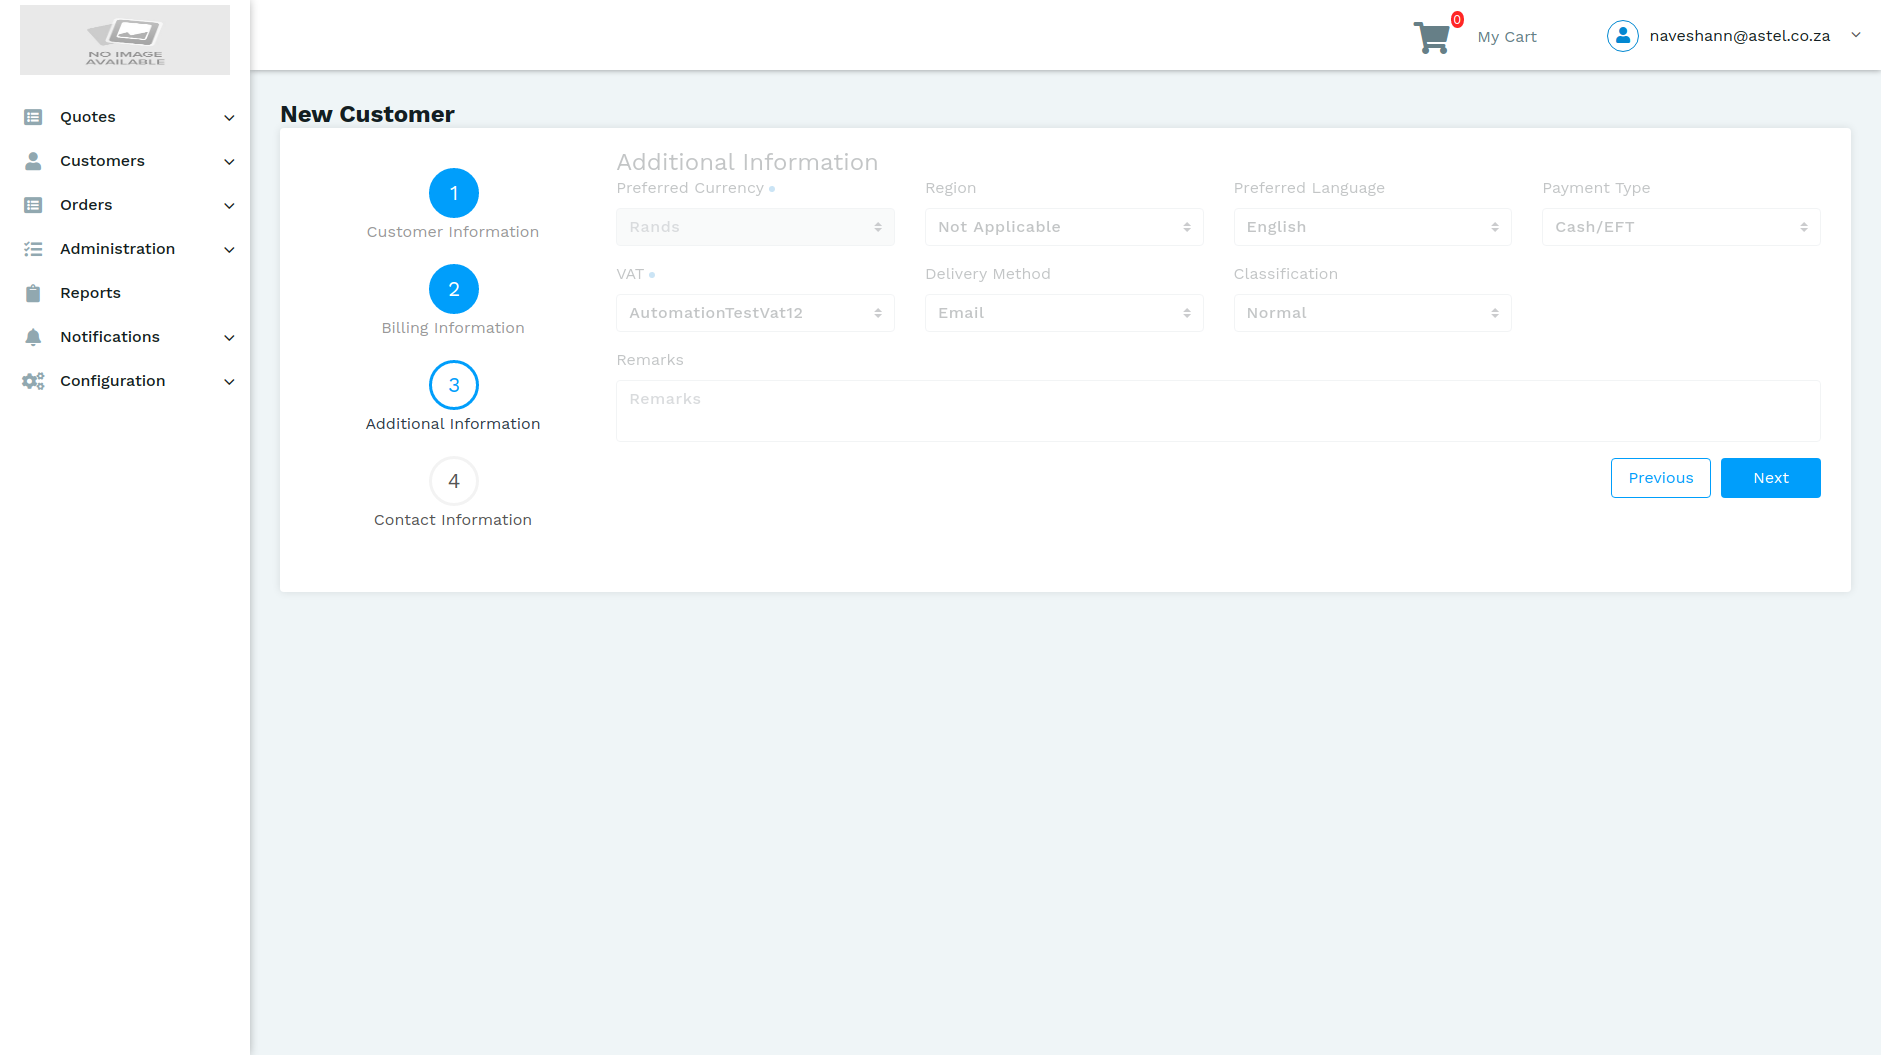 NO IMAGE
AVAILABLE
0
My Cart
naveshann@astel.co.za
Quotes
Customers
Orders
Administration
Reports
Notifications
Configuration
New Customer
1
Customer Information
2
Billing Information
3
Additional Information
4
Contact Information
Additional Information
Preferred Currency Region Preferred Language Payment Type
Rands Not Applicable English Cash/EFT
VAT Delivery Method Classification
AutomationTestVat12 Email Normal
Remarks
Remarks
Previous Next